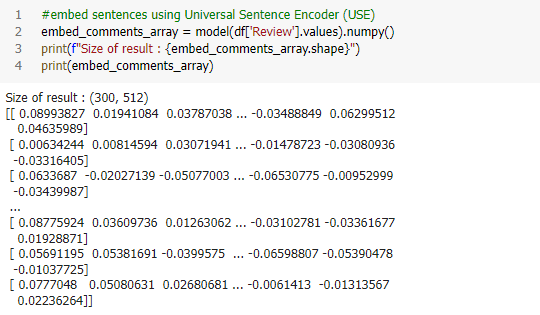 1 #embed sentences using Universal Sentence Encoder (USE)
2 embed_comments_array = model(df['Review'].values).numpy()
3 print(f"Size of result : {embed_comments_array.shape}")
4 print(embed_comments_array)
Size of result : (300, 512)
[[ 0.08993827 0.01941084 0.03787038 ... -0.03488849 0.06299512
0.04635989]
[ 0.00634244 0.00814594 0.03071941 ... -0.01478723 -0.03080936
-0.03316405]
[ 0.0633687 -0.02027139 -0.05077003 ... -0.06530775 -0.00952999
-0.03439987]
...
[ 0.08775924 0.03609736 0.01263062 ... -0.03102781 -0.03361677
0.01928871]
[ 0.05691195 0.05381691 -0.0399575 ... -0.06598807 -0.05390478
-0.01037725]
[ 0.0777048 0.05080631 0.02680681 ... -0.0061413 -0.01313567
0.02236264]]